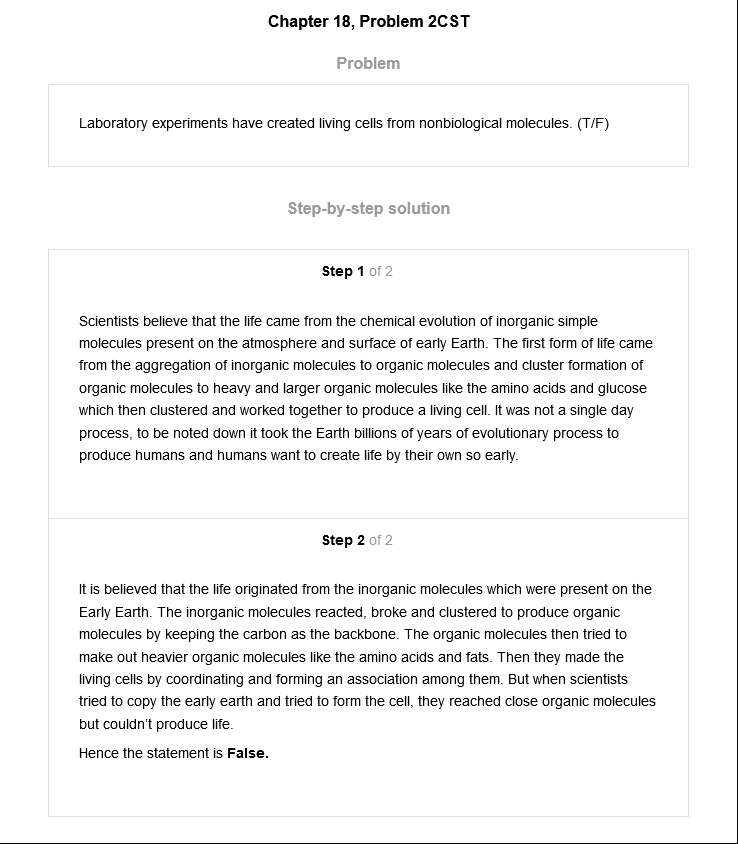 Chapter 18, Problem 2CST
Problem
Laboratory experiments have created living cells from nonbiological molecules. (T/F)
Step-by-step solution
Step 1 of 2
Scientists believe that the life came from the chemical evolution of inorganic simple
molecules present on the atmosphere and surface of early Earth. The first form of life came
from the aggregation of inorganic molecules to organic molecules and cluster formation of
organic molecules to heavy and larger organic molecules like the amino acids and glucose
which then clustered and worked together to produce a living cell. It was not a single day
process, to be noted down it took the Earth billions of years of evolutionary process to
produce humans and humans want to create life by their own so early.
Step 2 of 2
It is believed that the life originated from the inorganic molecules which were present on the
Early Earth. The inorganic molecules reacted, broke and clustered to produce organic
molecules by keeping the carbon as the backbone. The organic molecules then tried to
make out heavier organic molecules like the amino acids and fats. Then they made the
living cells by coordinating and forming an association among them. But when scientists
tried to copy the early earth and tried to form the cell, they reached close organic molecules
but couldn't produce life.
Hence the statement is False.